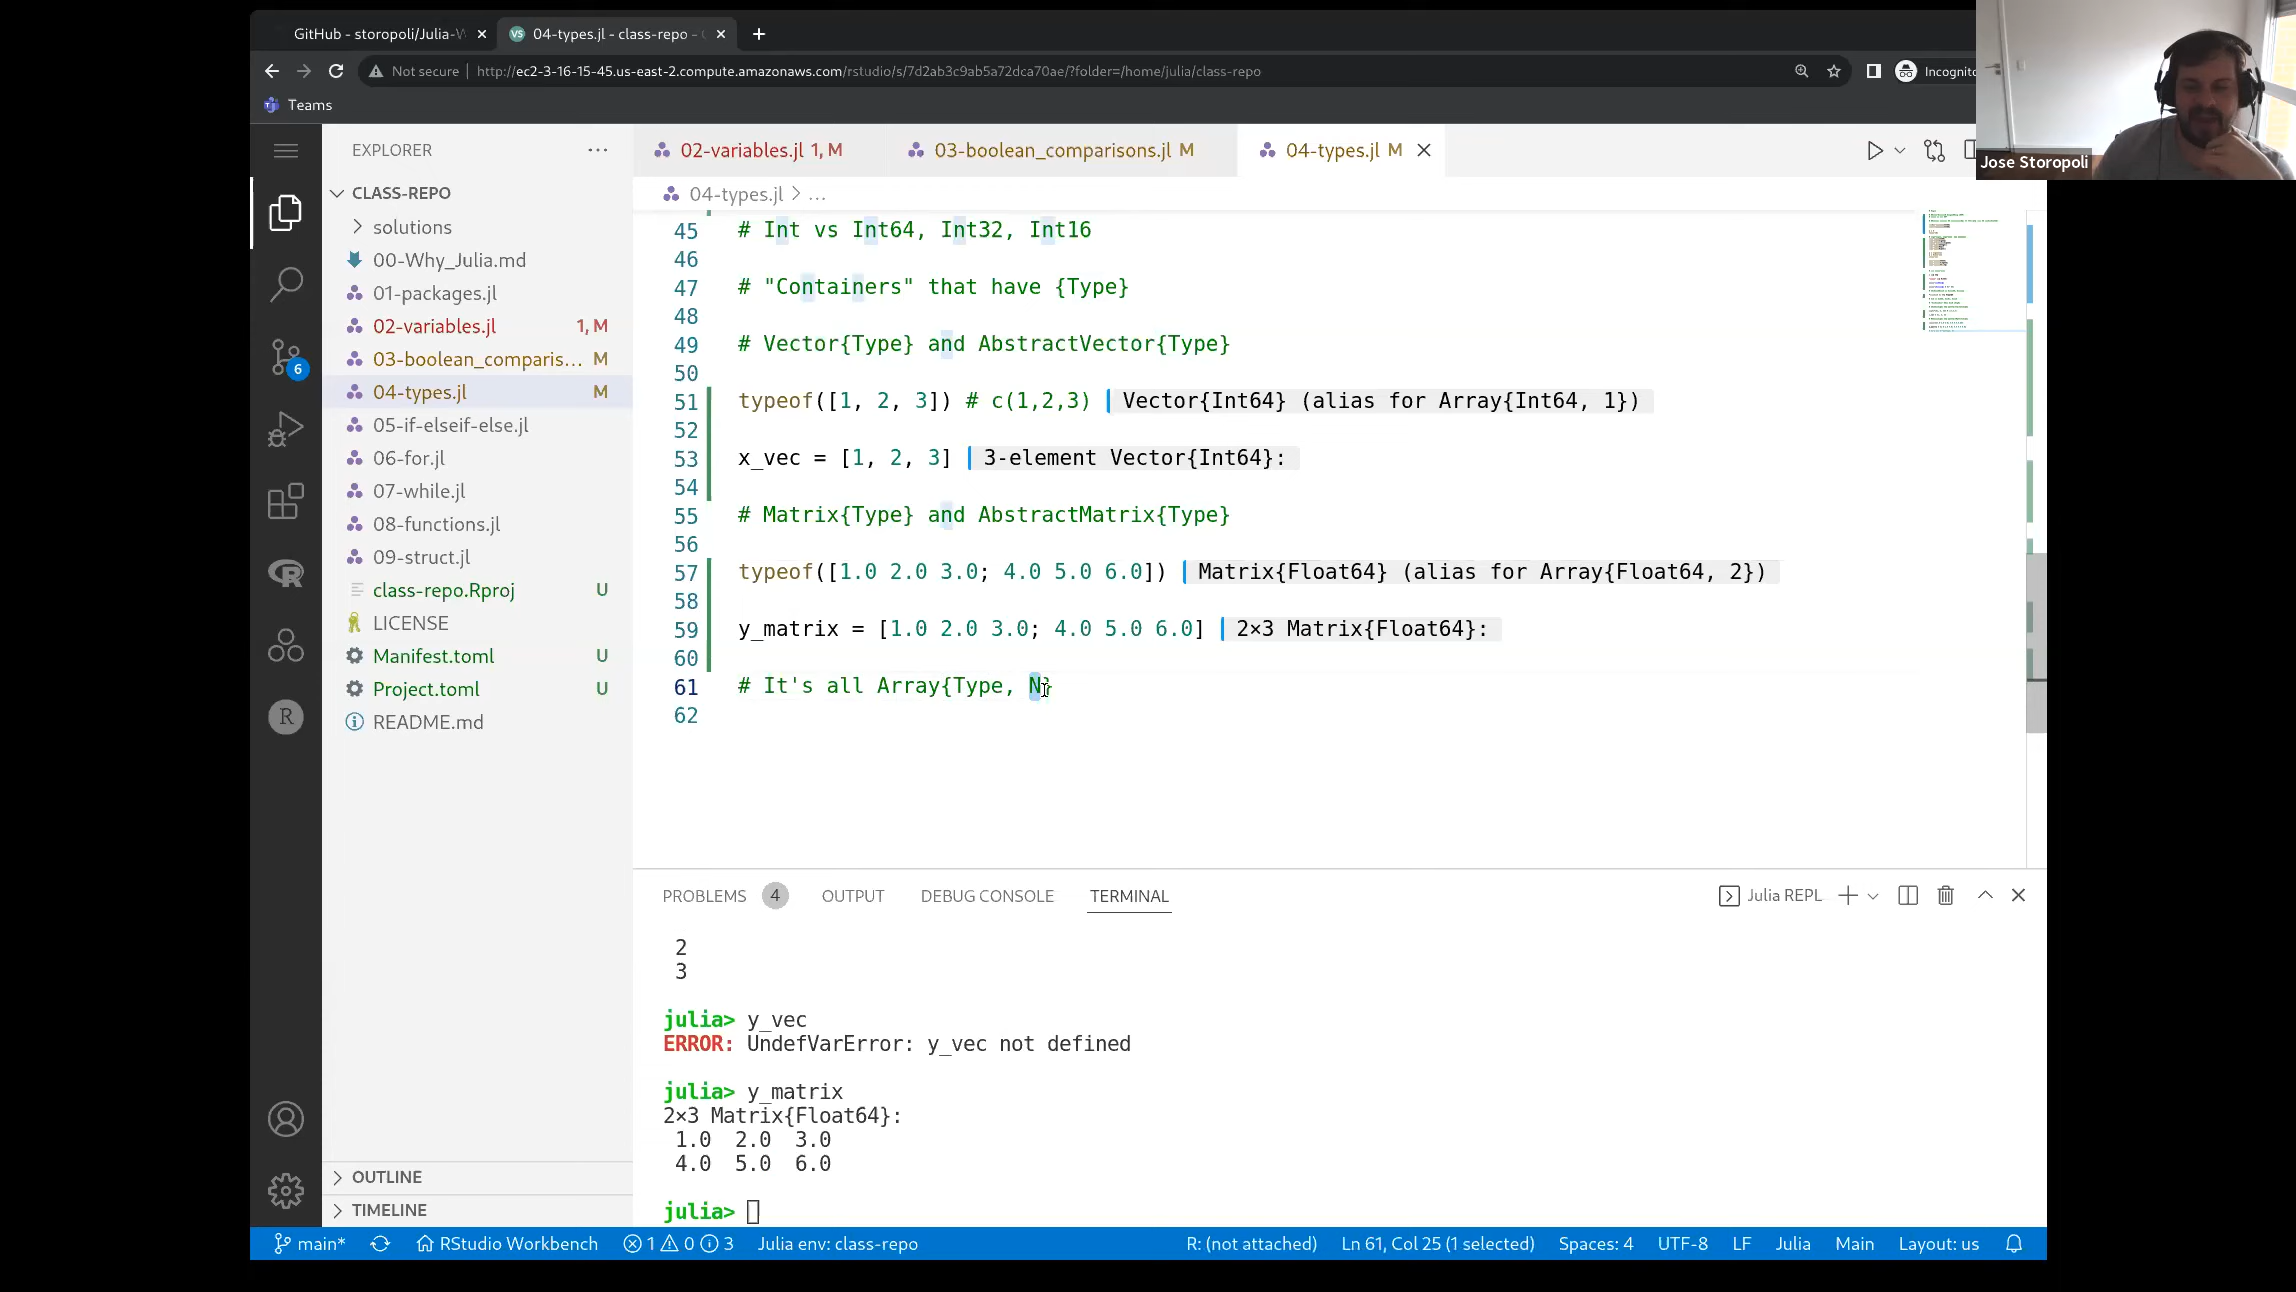 GitHub - storopoli/Julia-W
04-types.jl - class-repo -
Not secure
http://ec2-3-16-15-45.us-east-2.compute.amazonaws.com/rstudio/s/7d2ab3c9ab5a72dca70ae/?folder=/home/julia/class-repo
Incognito
Teams
Jose Storopoli
EXPLORER
CLASS-REPO
solutions
00-Why_Julia.md
01-packages.jl
02-variables.jl 1, M
03-boolean_comparis... M
04-types.jl M
05-if-elseif-else.jl
06-for.jl
07-while.jl
08-functions.jl
09-struct.jl
class-repo.Rproj U
LICENSE
Manifest.toml U
Project.toml U
README.md
6
R
R
OUTLINE
TIMELINE
02-variables.jl 1, M
03-boolean_comparisons.jl M
04-types.jl M
04-types.jl > ...
45 # Int vs Int64, Int32, Int16
46
47 # "Containers" that have {Type}
48
49 # Vector{Type} and AbstractVector{Type}
50
51 typeof([1, 2, 3]) # c(1,2,3) Vector{Int64} (alias for Array{Int64, 1})
52
53 x_vec = [1, 2, 3] 3-element Vector{Int64}:
54
55 # Matrix{Type} and AbstractMatrix{Type}
56
57 typeof([1.0 2.0 3.0; 4.0 5.0 6.0]) Matrix{Float64} (alias for Array{Float64, 2})
58
59 y_matrix = [1.0 2.0 3.0; 4.0 5.0 6.0] 2×3 Matrix{Float64}:
60
61 # It's all Array{Type, N}
62
PROBLEMS 4 OUTPUT DEBUG CONSOLE TERMINAL
Julia REPL
2
3
julia> y_vec
ERROR: UndefVarError: y_vec not defined
julia> y_matrix
2×3 Matrix{Float64}:
1.0 2.0 3.0
4.0 5.0 6.0
julia>
main* RStudio Workbench 1 0 3 Julia env: class-repo
R: (not attached) Ln 61, Col 25 (1 selected) Spaces: 4 UTF-8 LF Julia Main Layout: us